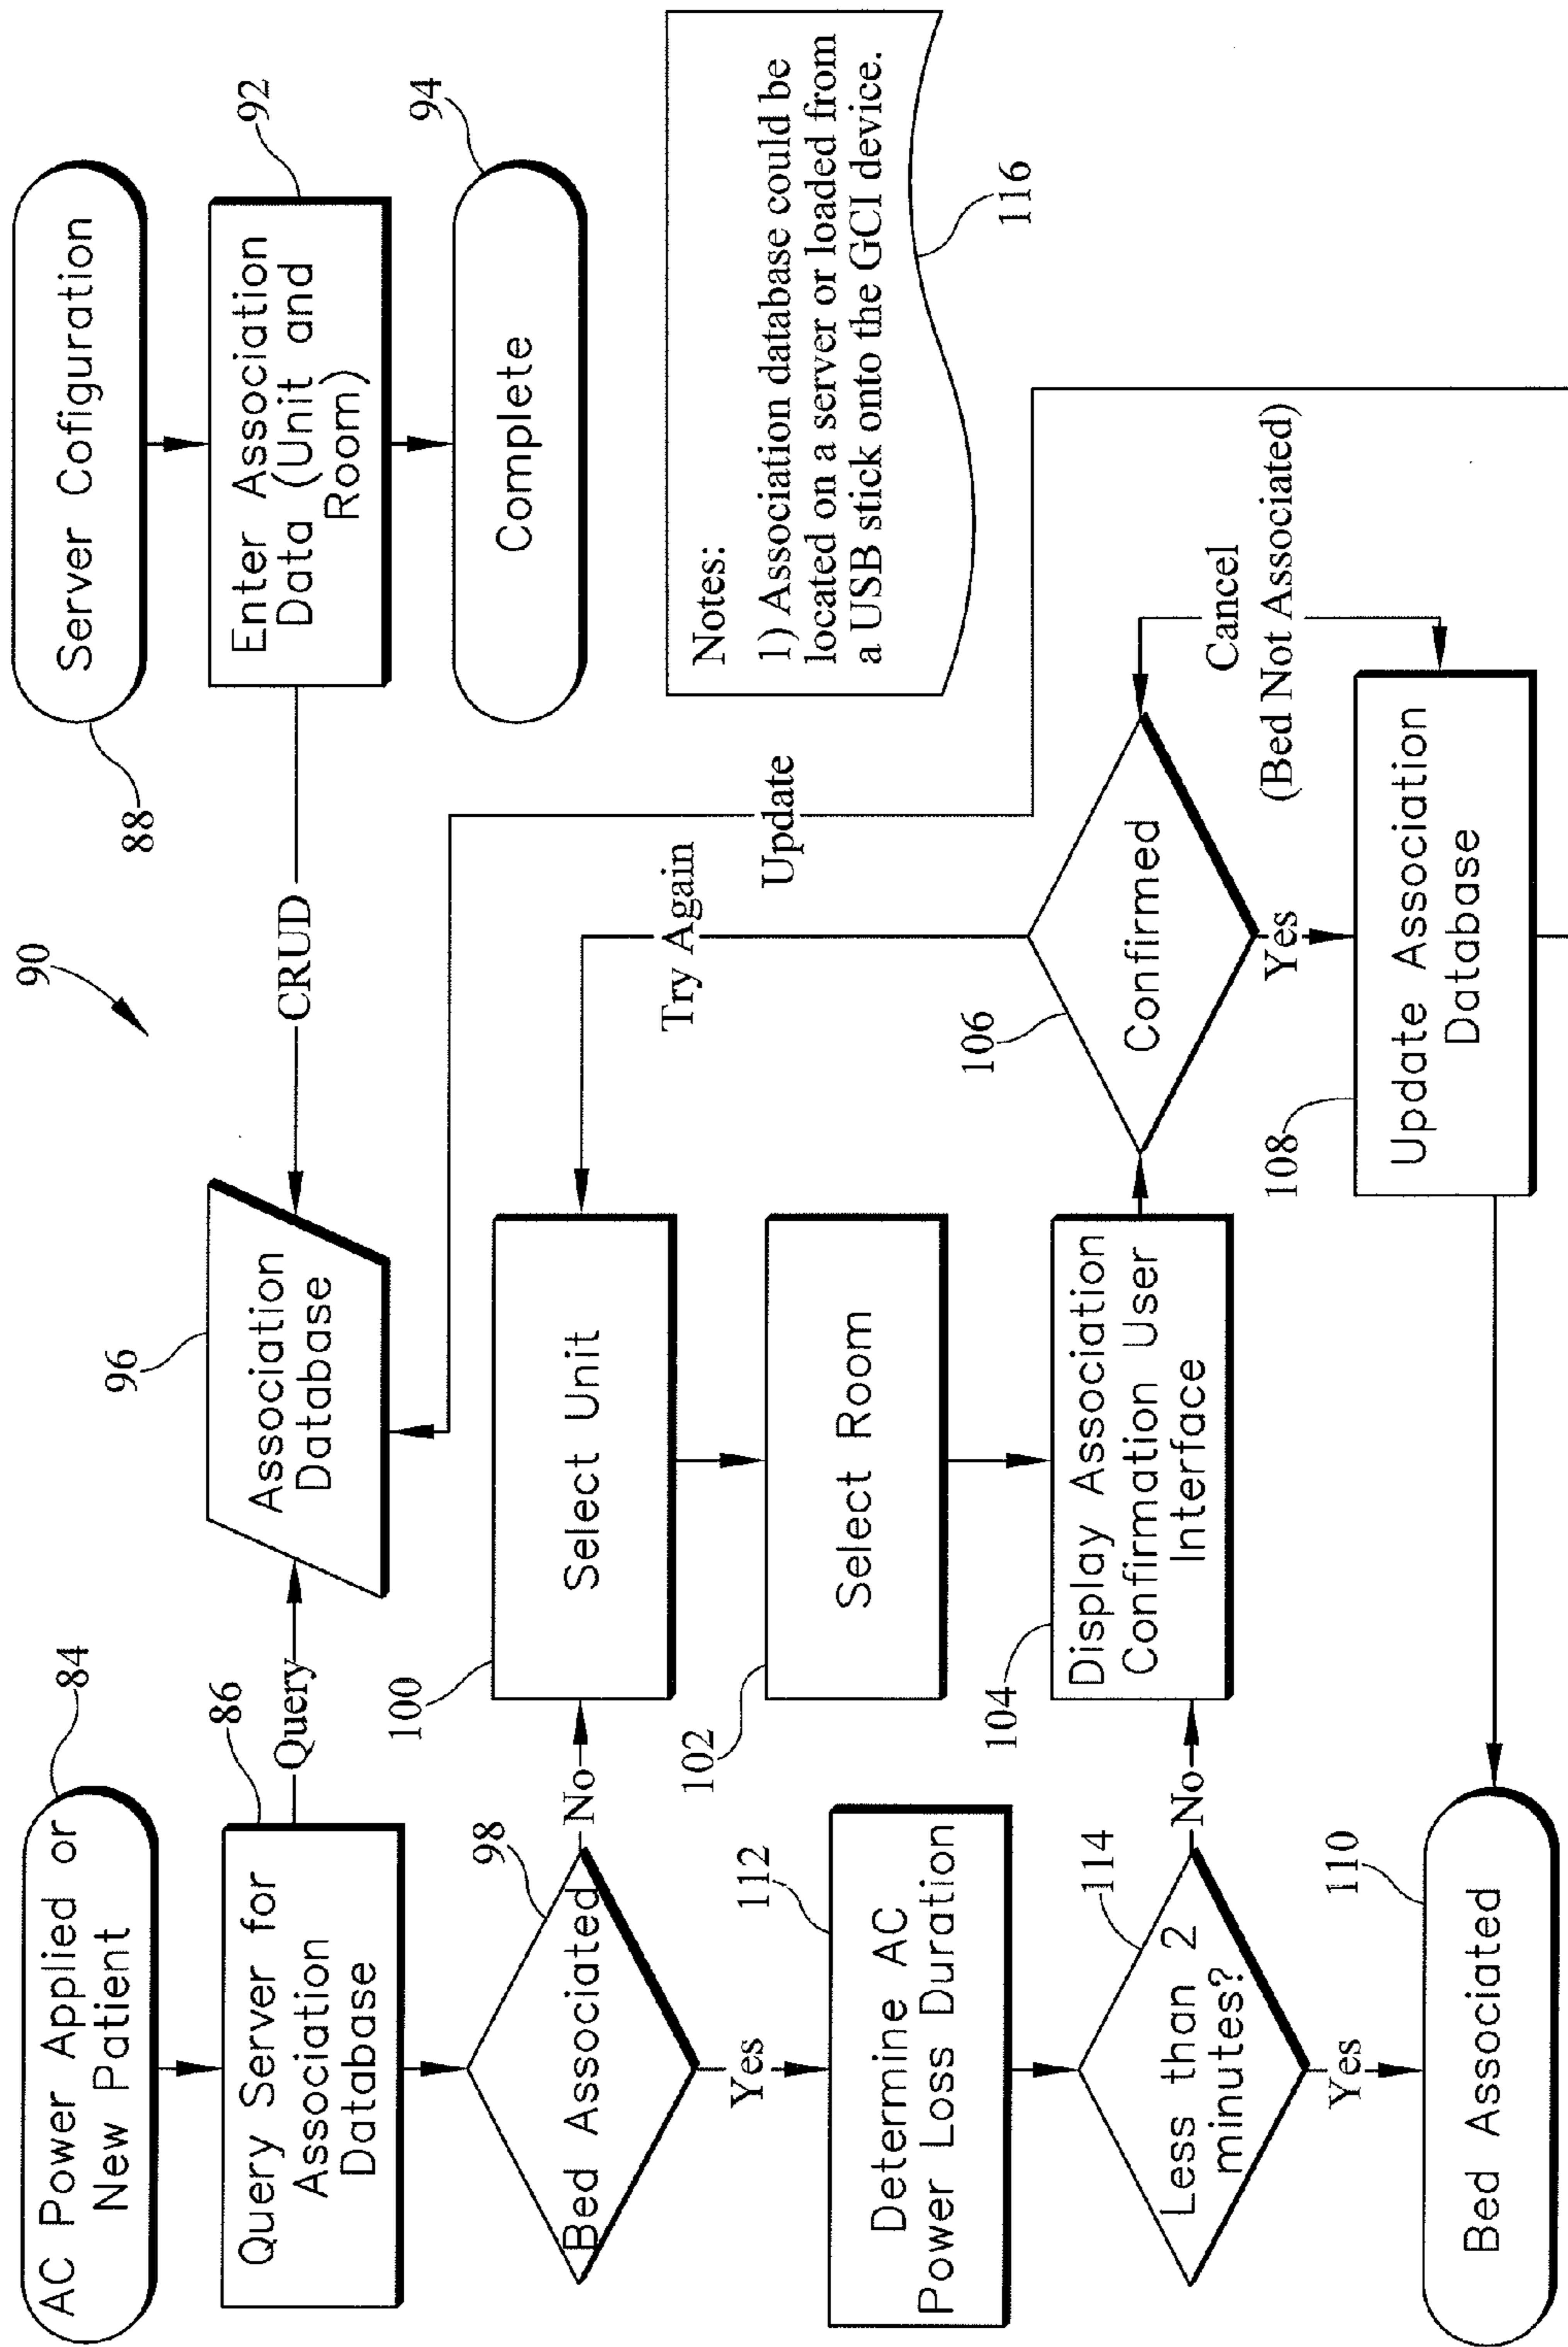 AC Power Applied or
New Patient
84
Query Server for
Association
Database
86
Query
Association
Database
96
90
CRUD
Server Cofiguration
88
Enter Association
Data (Unit and
Room)
92
Complete
94
Bed Associated
98
No
Yes
Select Unit
100
Select Room
102
Try Again
Update
Notes:
1) Association database could be
located on a server or loaded from
a USB stick onto the GCI device.
116
Determine AC
Power Loss Duration
112
Less than 2
minutes?
114
No
Yes
Display Association
Confirmation User
Interface
104
Confirmed
106
Yes
Cancel
(Bed Not Associated)
Update Association
Database
108
Bed Associated
110